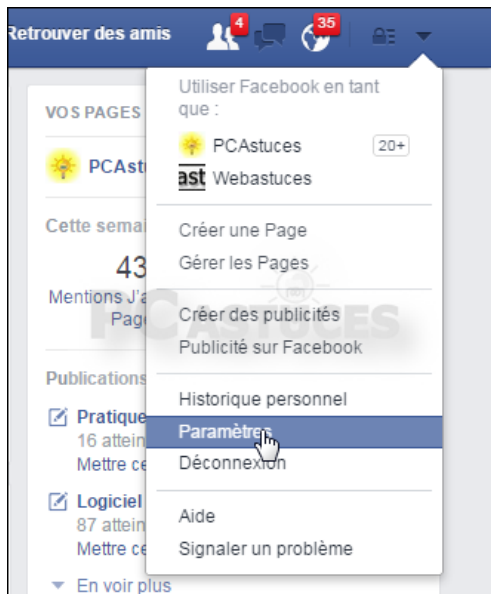 Retrouver des amis
4
35
Utiliser Facebook en tant
que :
PCAstuces
20+
ast Webastuces
Créer une Page
Gérer les Pages
Créer des publicités
Publicité sur Facebook
Historique personnel
Paramètres
Déconnexion
Aide
Signaler un problème
VOS PAGES
PCAst
Cette semai
43
Mentions J'a
Page
Publications
Pratique
16 attein
Mettre ce
Logiciel
87 attein
Mettre ce
En voir plus
PC ASTUCES